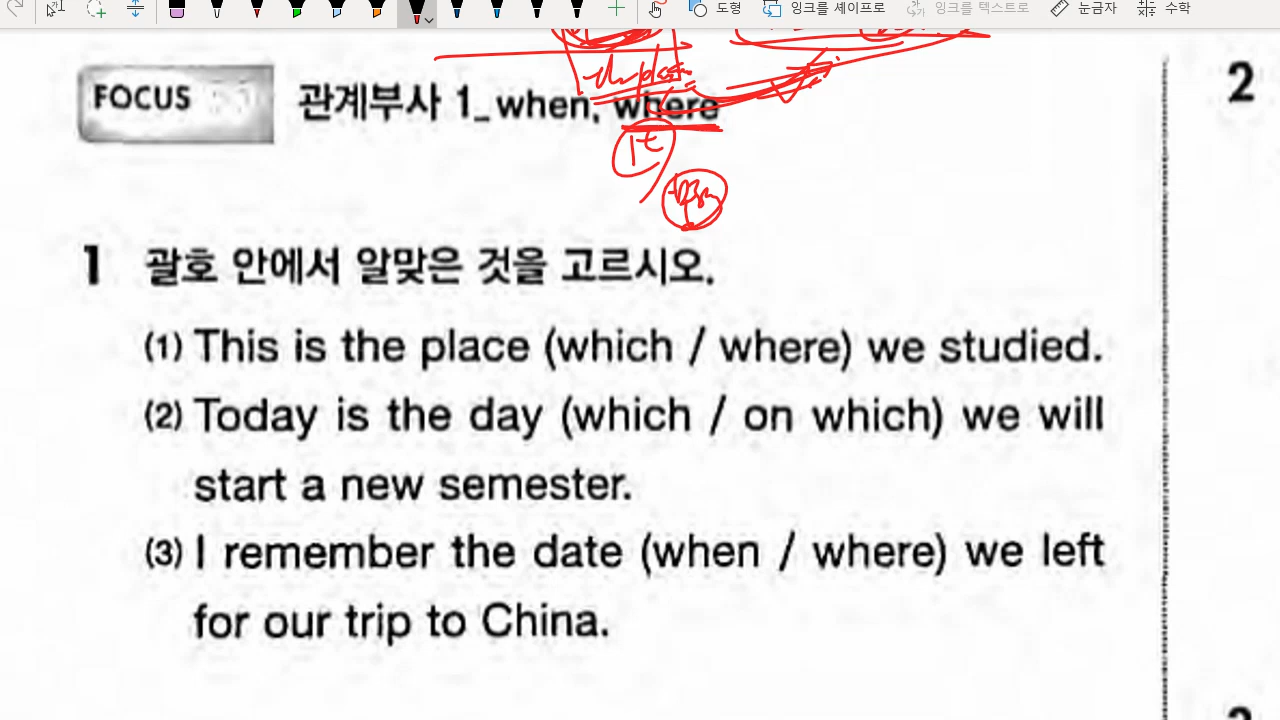 도형 잉크를 셰이프로 잉크를 텍스트로 눈금자 수학
FOCUS 관계부사 1_when, where
2
1 괄호 안에서 알맞은 것을 고르시오.
(1) This is the place (which / where) we studied.
(2) Today is the day (which / on which) we will
start a new semester.
(3) I remember the date (when / where) we left
for our trip to China.